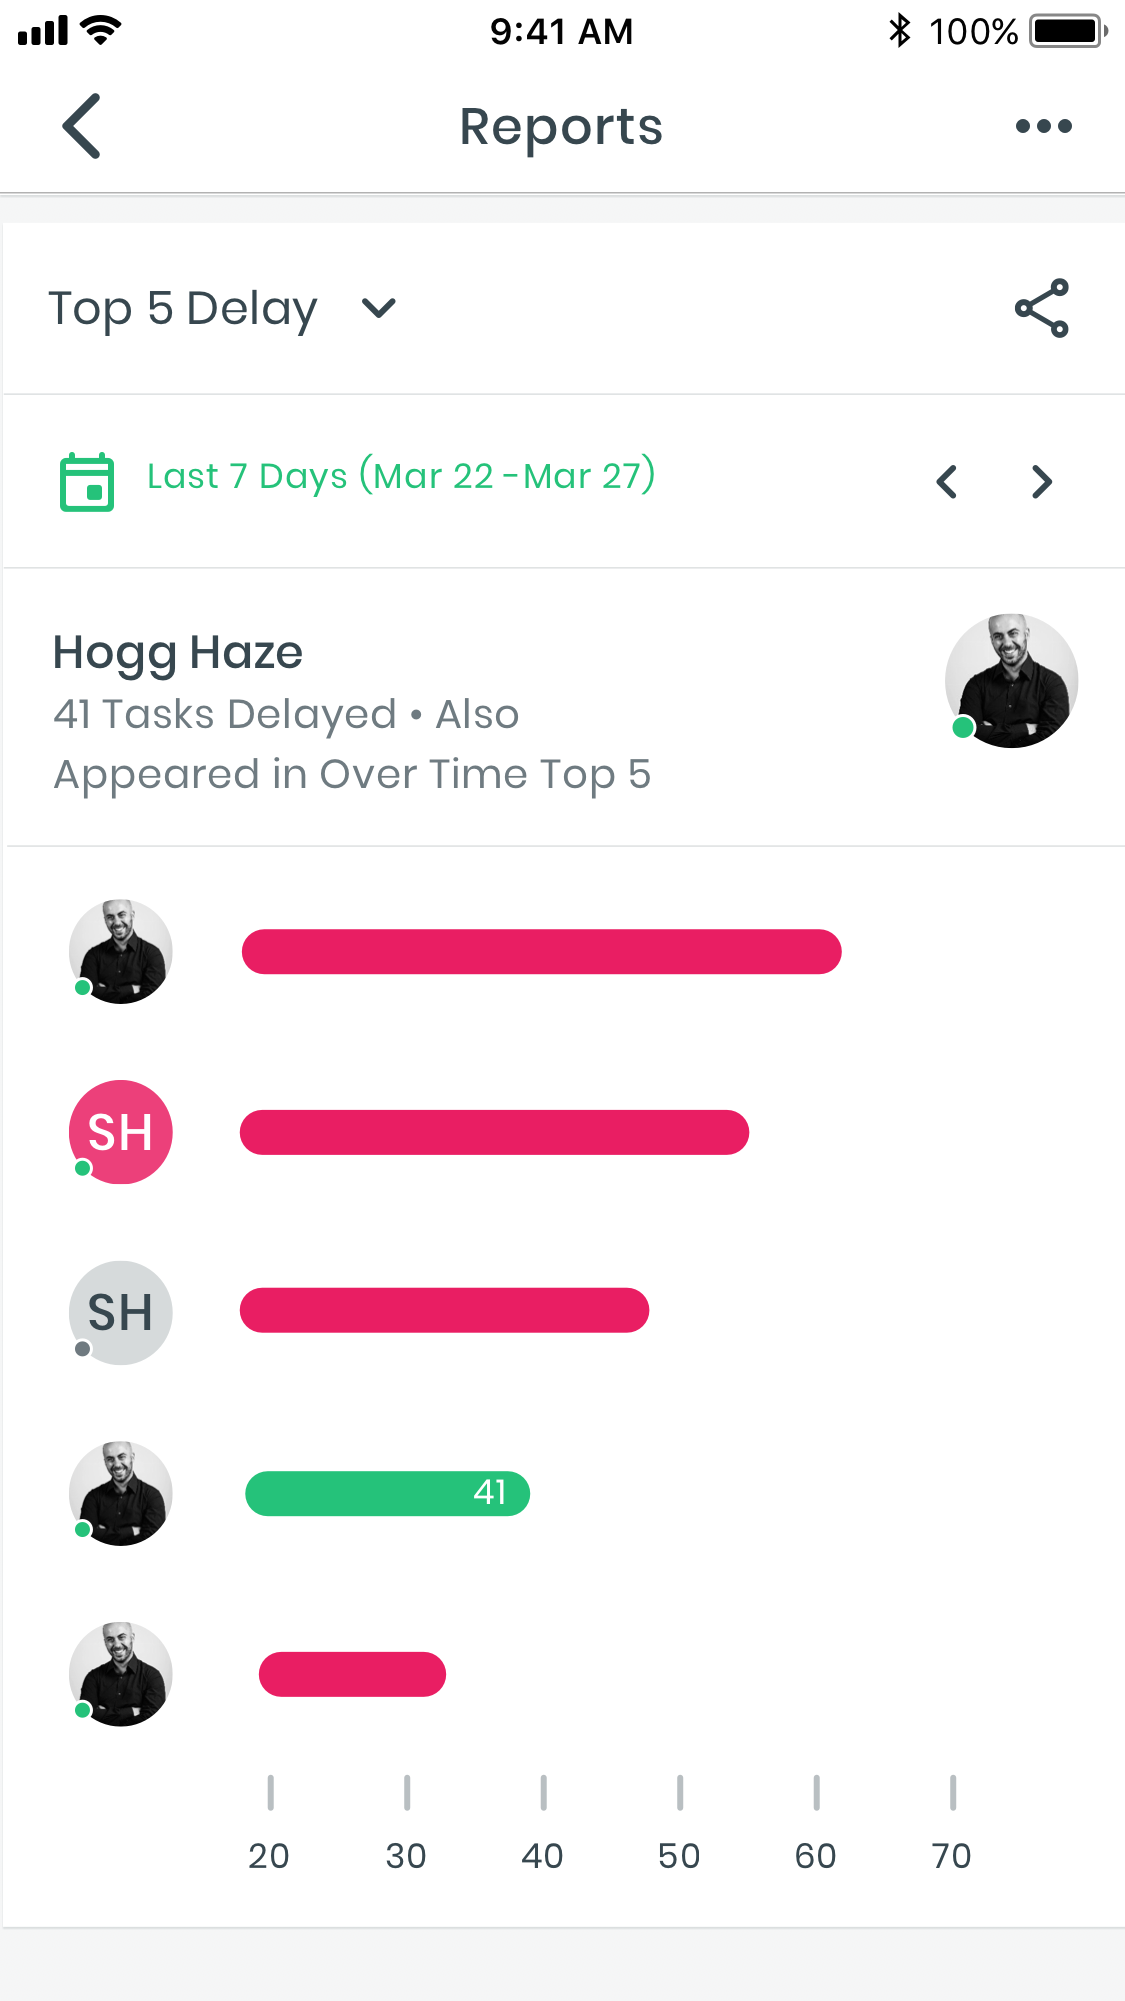 9:41 AM
100%
Reports
Top 5 Delay
Last 7 Days (Mar 22 -Mar 27)
Hogg Haze
41 Tasks Delayed • Also
Appeared in Over Time Top 5
SH
SH
41
20 30 40 50 60 70